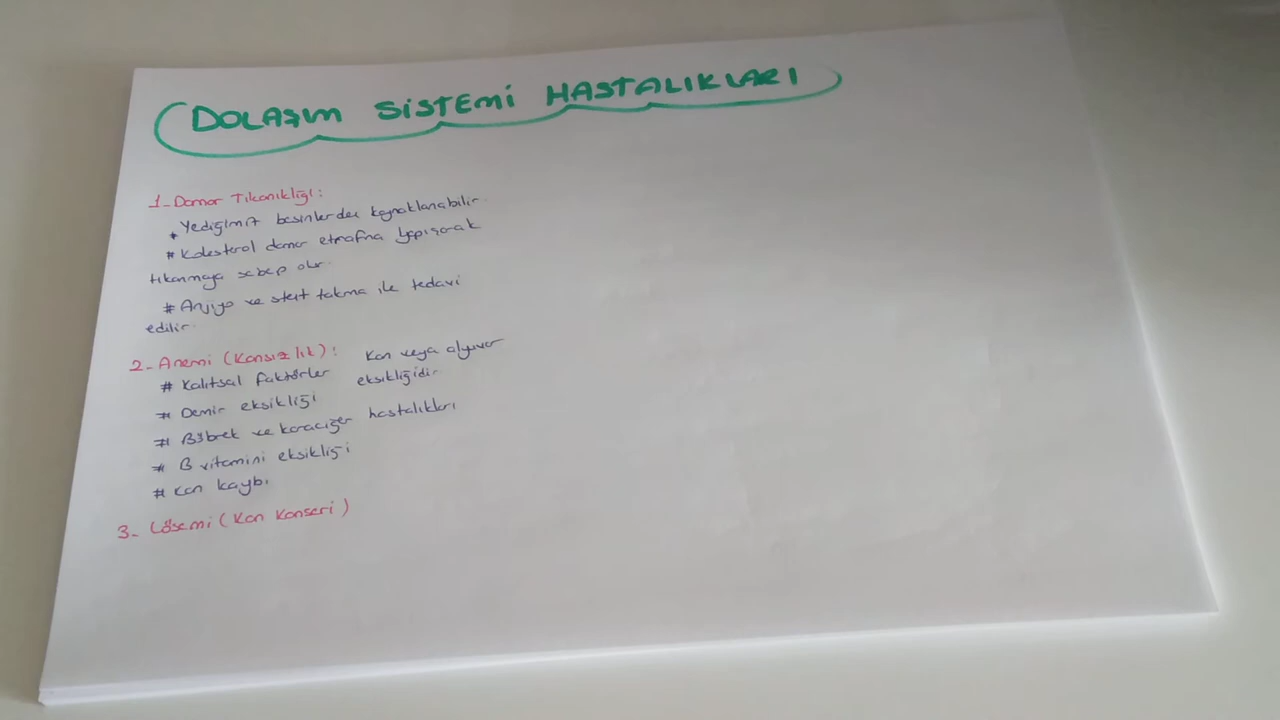 DOLAŞIM SİSTEMİ HASTALIKLARI
1- Damar Tıkanıklığı:
* Yediğimiz besinlerden kaynaklanabilir.
# Kolesterol damar etrafına yapışarak
tıkanmaya sebep olur.
# Anjiyo ve stent takma ile tedavi
edilir.
2- Anemi (Kansızlık): Kan veya alyuvar
eksikliğidir.
# Kalıtsal faktörler
# Demir eksikliği
# Böbrek ve karaciğer hastalıkları
# B vitamini eksikliği
# Kan kaybı
3- Lösemi (Kan Kanseri)